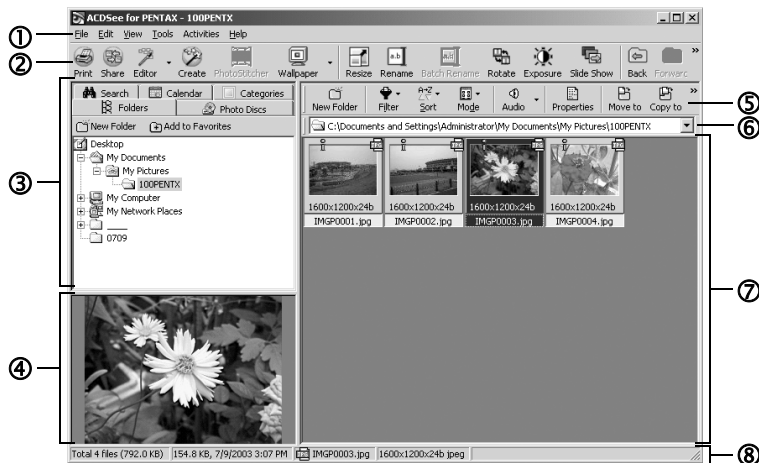 ACDSee for PENTAX - 100PENTX
① File Edit View Tools Activities Help
② Print Share Editor Create PhotoStitcher Wallpaper Resize Rename Batch Rename Rotate Exposure Slide Show Back Forward »
③
Search Calendar Categories
Folders Photo Discs
New Folder Add to Favorites
Desktop
My Documents
My Pictures
100PENTX
My Computer
My Network Places
0709
④
New Folder Filter Sort Mode Audio Properties Move to Copy to » ⑤
C:\Documents and Settings\Administrator\My Documents\My Pictures\100PENTX ⑥
1600x1200x24b 1600x1200x24b 1600x1200x24b 1600x1200x24b
IMGP0001.jpg IMGP0002.jpg IMGP0003.jpg IMGP0004.jpg
⑦
Total 4 files (792.0 KB) 154.8 KB, 7/9/2003 3:07 PM IMGP0003.jpg 1600x1200x24b jpeg ⑧